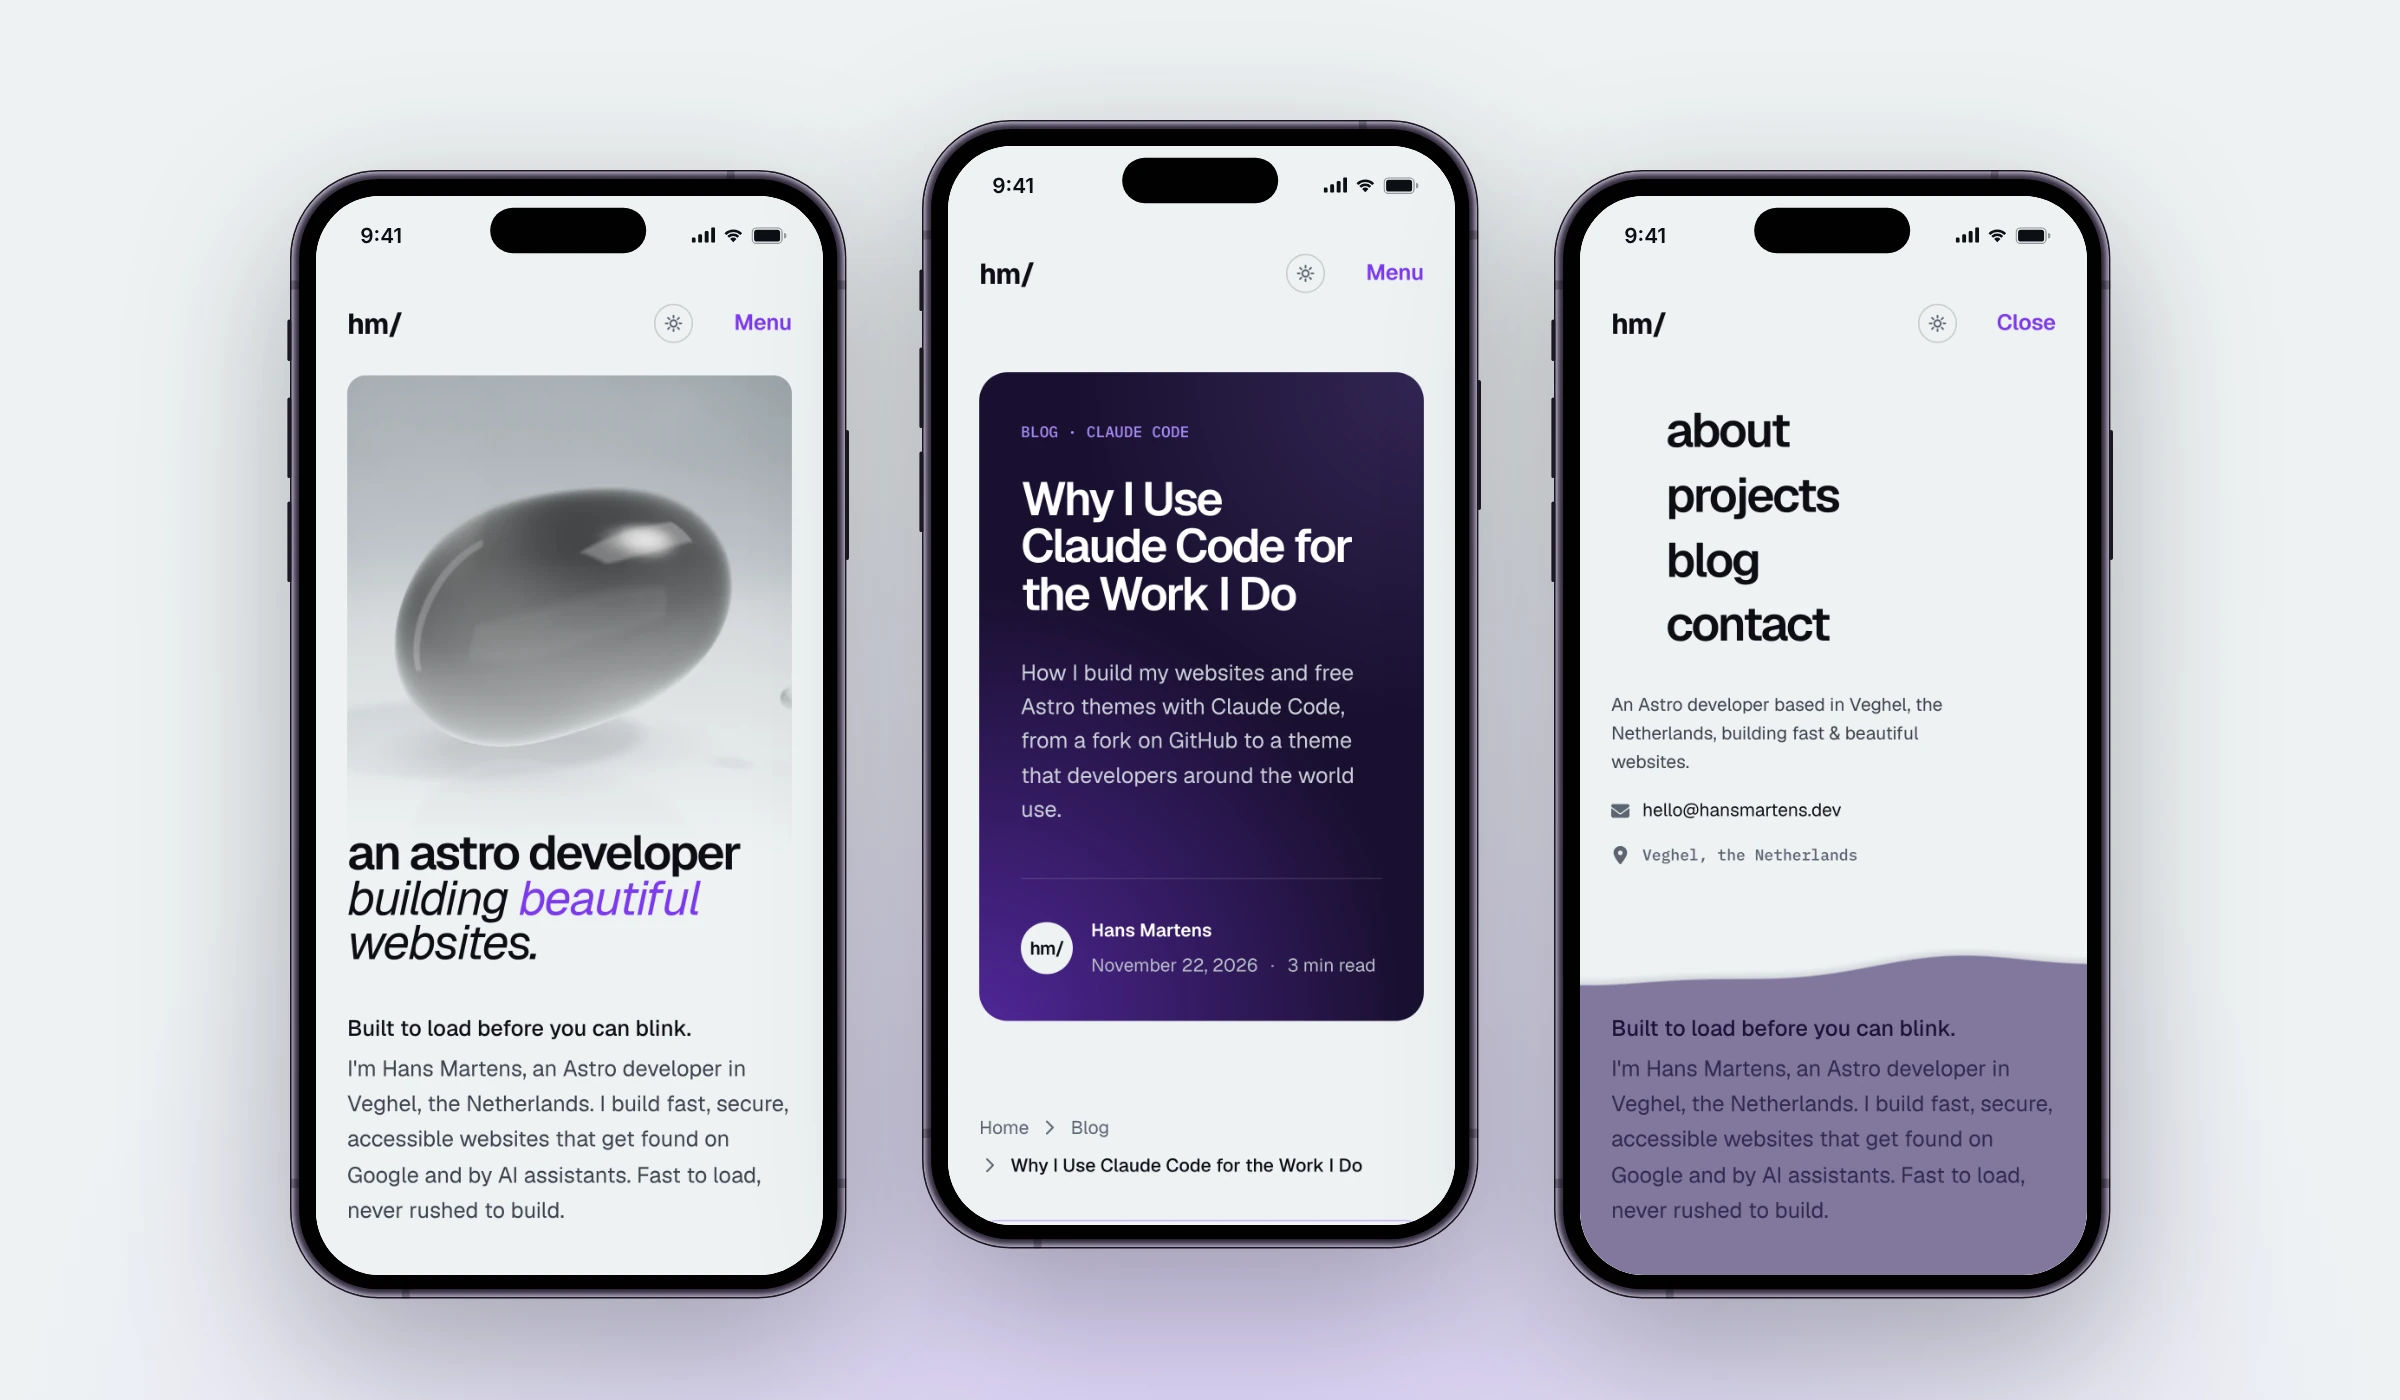 9:41
hm/
Menu
an astro developer
building beautiful
websites.
Built to load before you can blink.
I'm Hans Martens, an Astro developer in
Veghel, the Netherlands. I build fast, secure,
accessible websites that get found on
Google and by AI assistants. Fast to load,
never rushed to build.
9:41
hm/
Menu
BLOG · CLAUDE CODE
Why I Use
Claude Code for
the Work I Do
How I build my websites and free
Astro themes with Claude Code,
from a fork on GitHub to a theme
that developers around the world
use.
hm/
Hans Martens
November 22, 2026 · 3 min read
Home > Blog
> Why I Use Claude Code for the Work I Do
9:41
hm/
Close
about
projects
blog
contact
An Astro developer based in Veghel, the
Netherlands, building fast & beautiful
websites.
hello@hansmartens.dev
Veghel, the Netherlands
Built to load before you can blink.
I'm Hans Martens, an Astro developer in
Veghel, the Netherlands. I build fast, secure,
accessible websites that get found on
Google and by AI assistants. Fast to load,
never rushed to build.